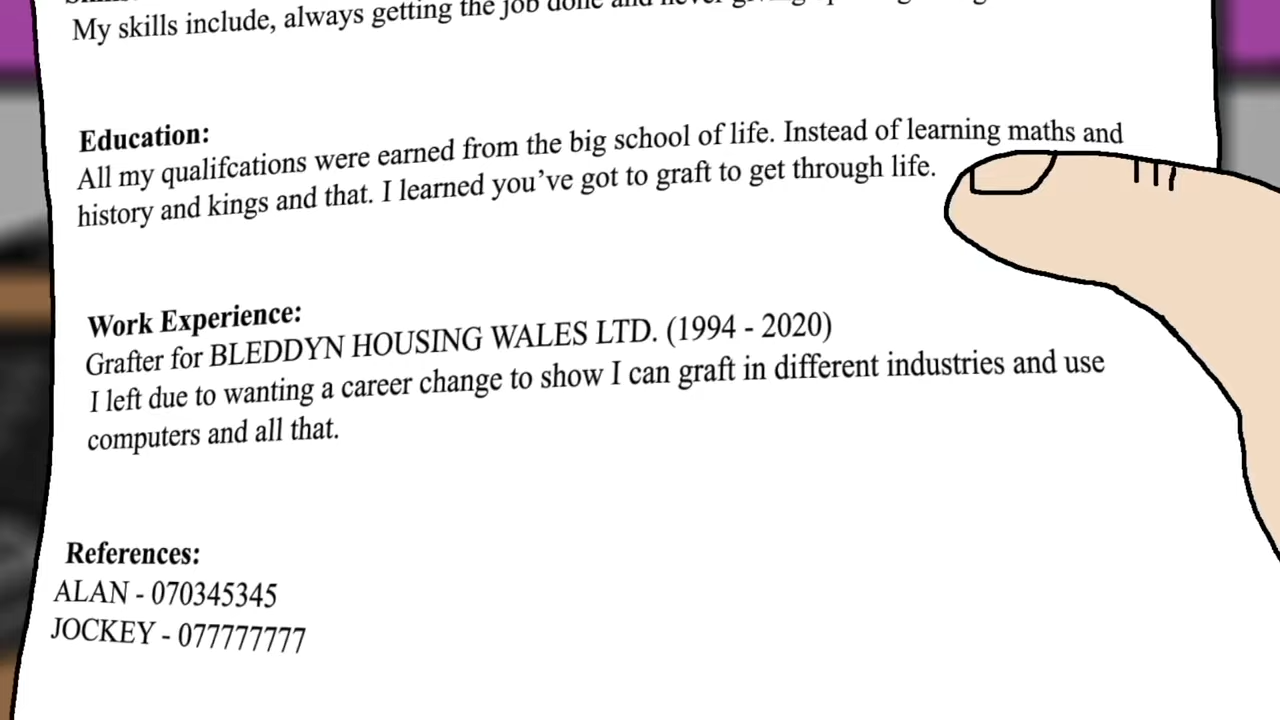 My skills include, always getting the job done and never
Education:
All my qualifcations were earned from the big school of life. Instead of learning maths and
history and kings and that. I learned you’ve got to graft to get through life.
Work Experience:
Grafter for BLEDDYN HOUSING WALES LTD. (1994 - 2020)
I left due to wanting a career change to show I can graft in different industries and use
computers and all that.
References:
ALAN - 070345345
JOCKEY - 077777777